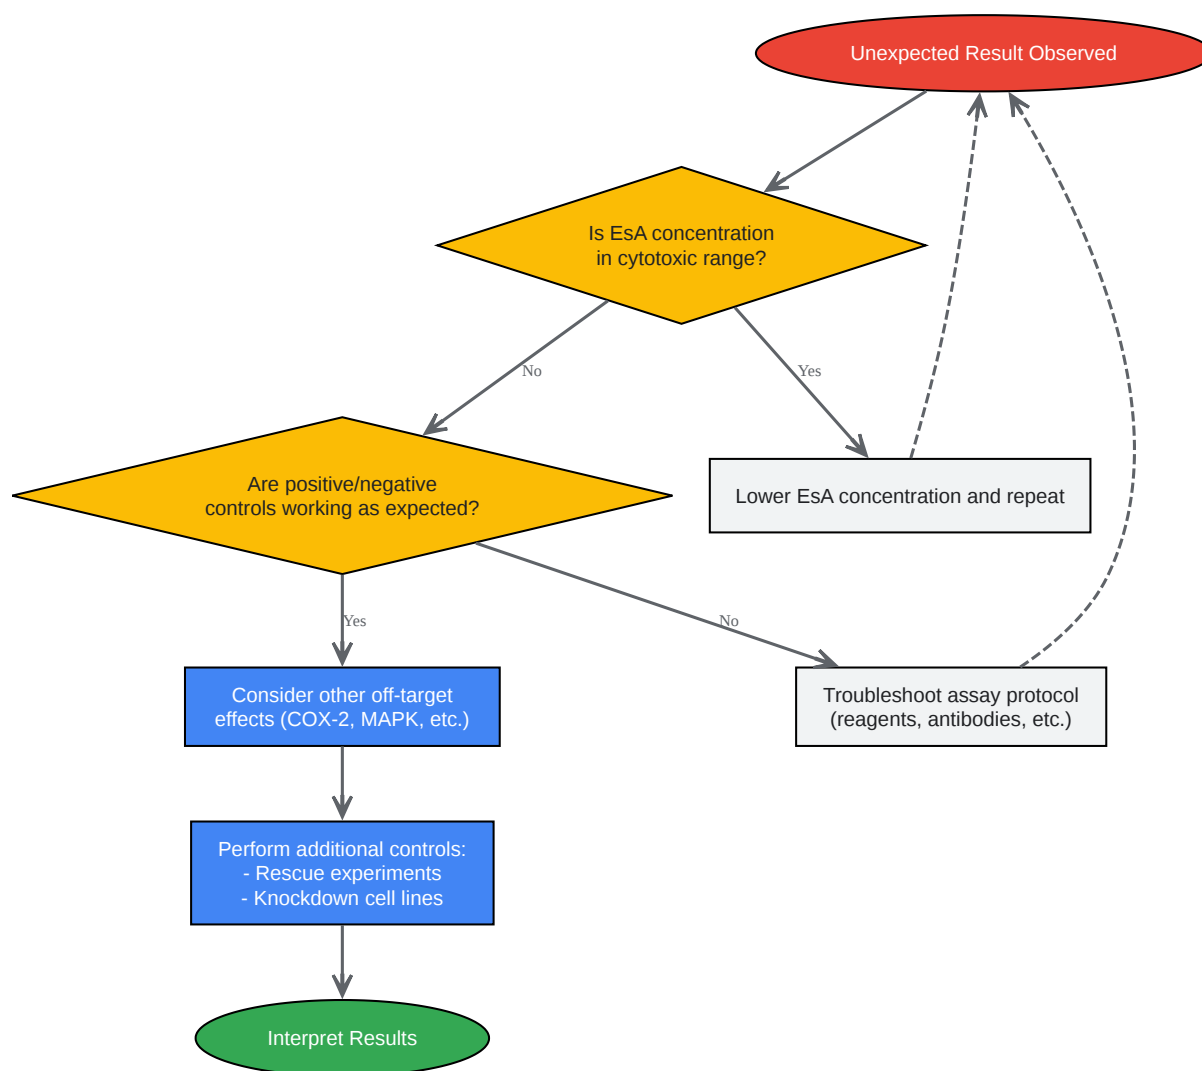 Unexpected Result Observed
Is EsA concentration
in cytotoxic range?
No
Yes
Are positive/negative
controls working as expected?
Lower EsA concentration and repeat
Yes
No
Consider other off-target
effects (COX-2, MAPK, etc.)
Troubleshoot assay protocol
(reagents, antibodies, etc.)
Perform additional controls:
- Rescue experiments
- Knockdown cell lines
Interpret Results